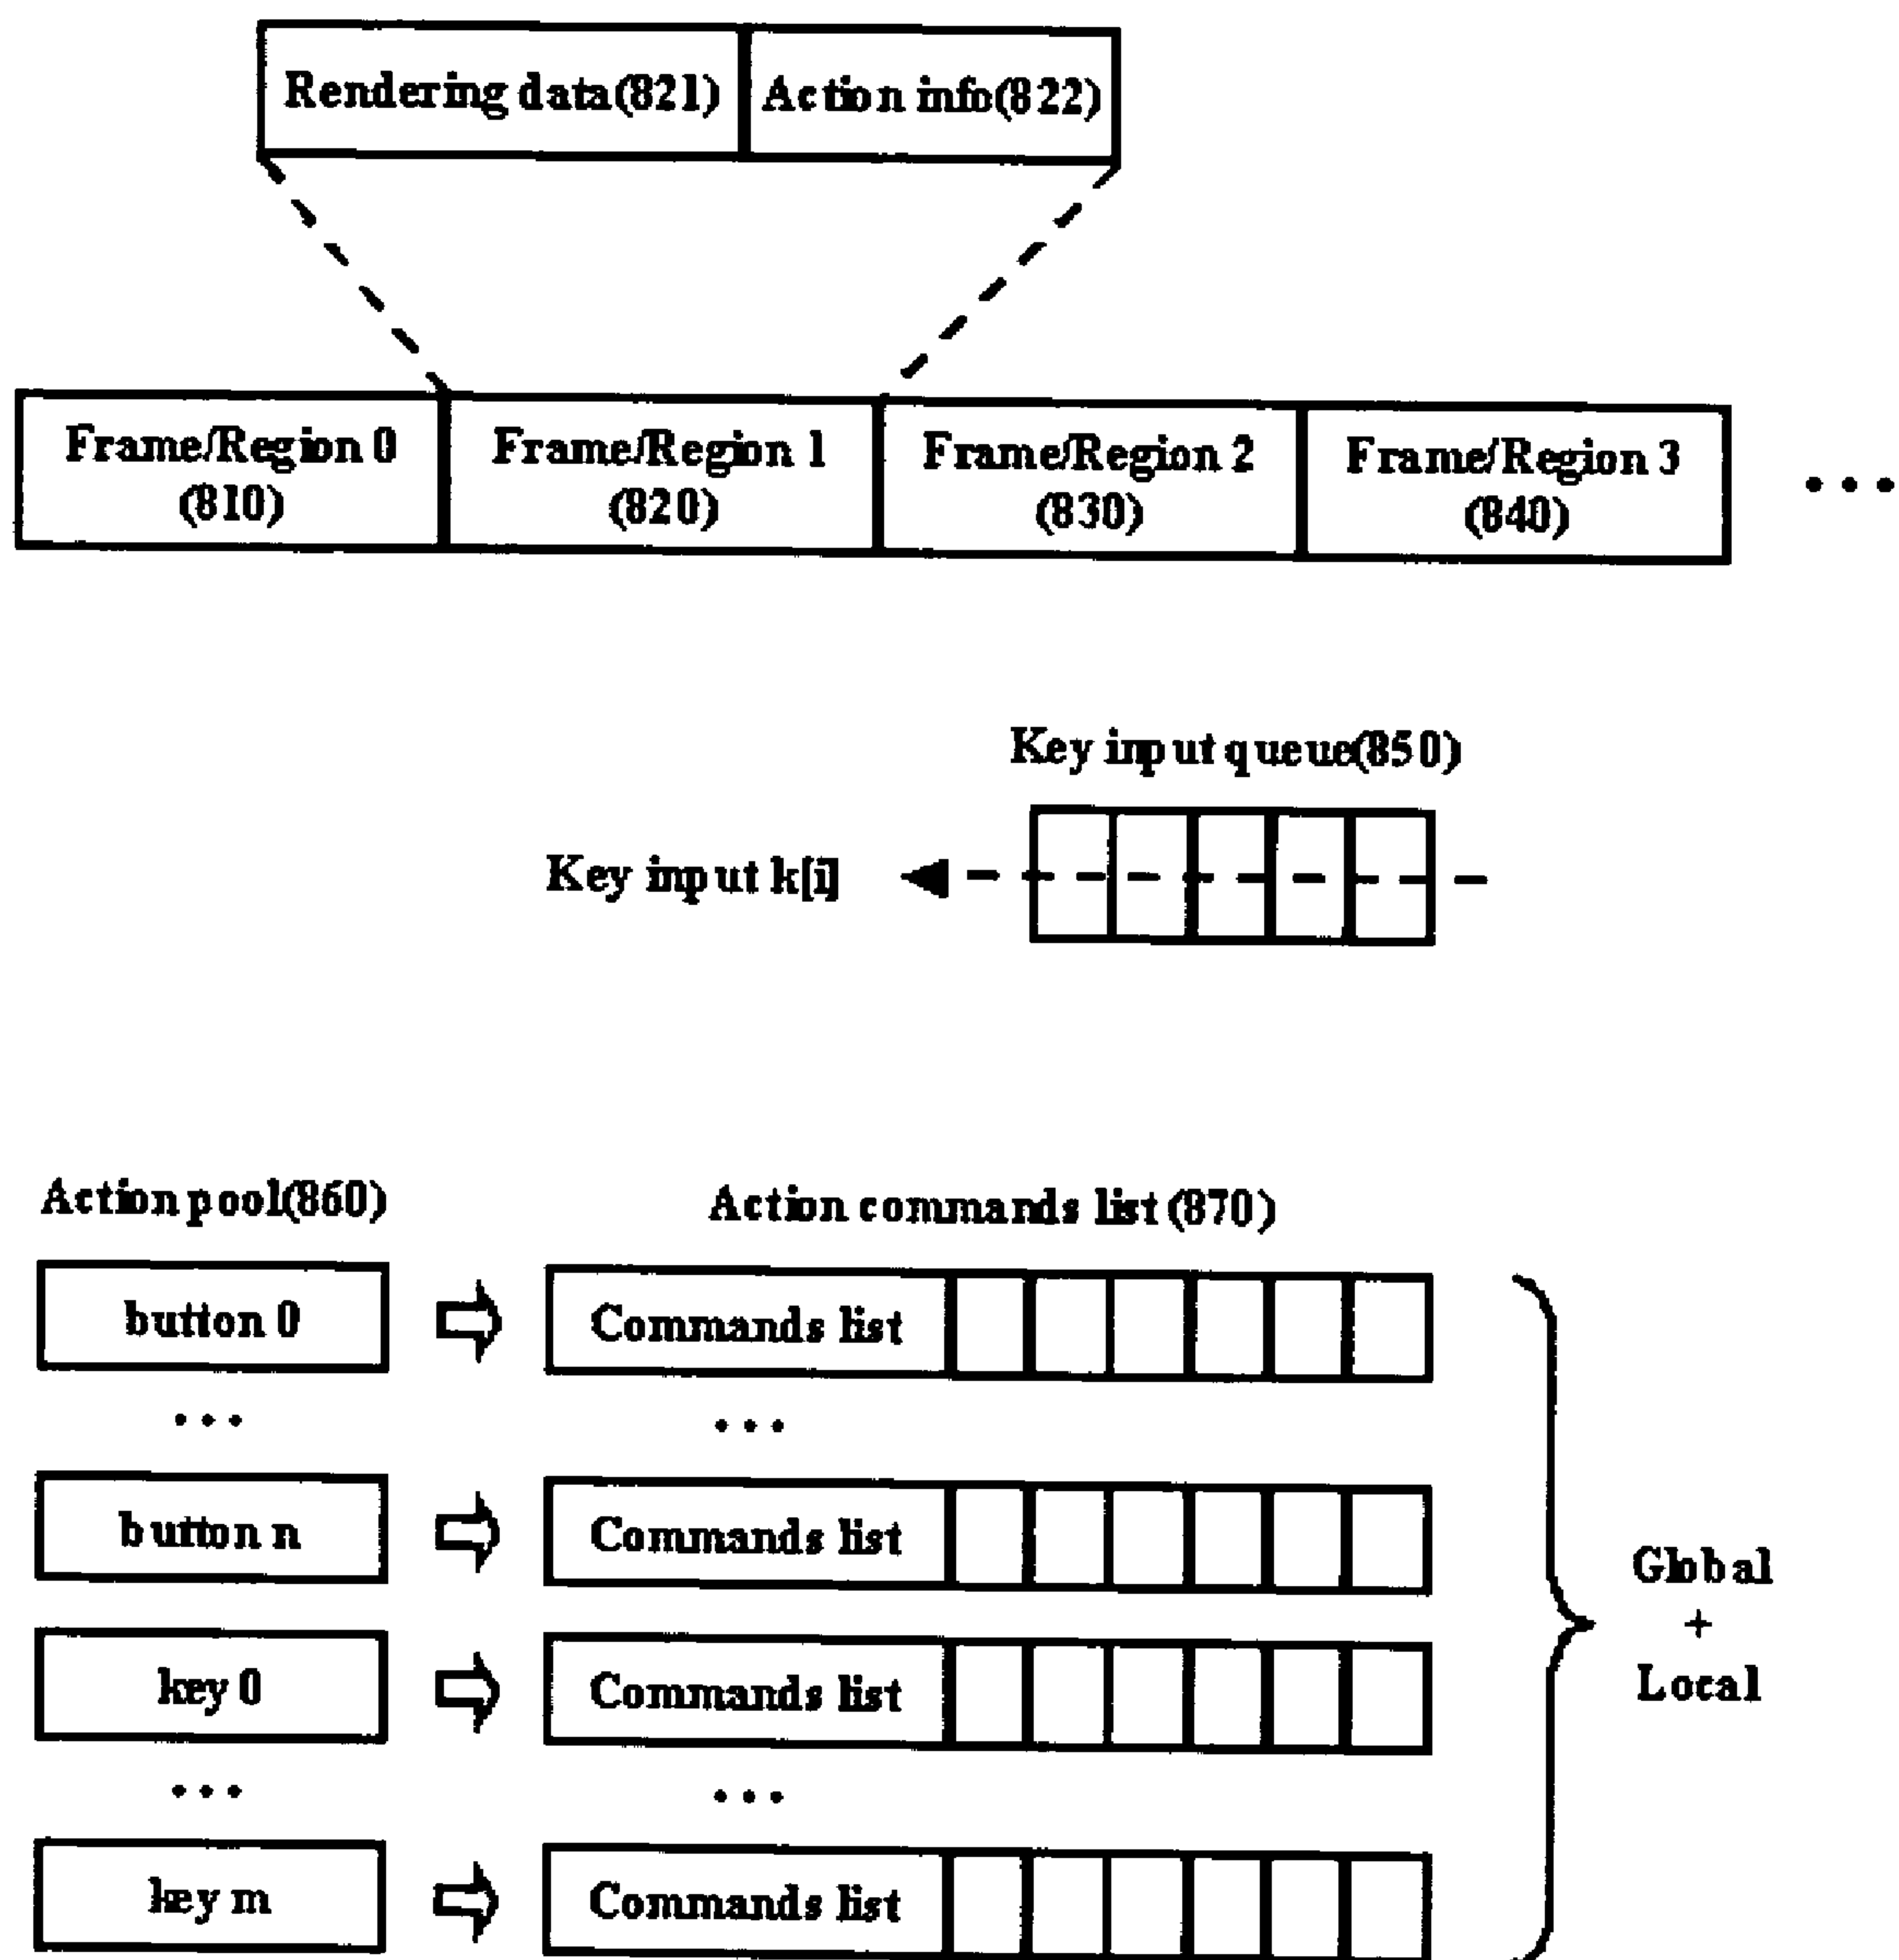 Rendering data(821) Action info(822)
Frame/Region 0 Frame/Region 1 Frame/Region 2 Frame/Region 3
(810) (820) (830) (840) ...
Key input queue(850)
Key input k[i]
Action pool(860) Action commands list (870)
button 0 Commands list
... ...
button n Commands list
key 0 Commands list
... ...
key m Commands list
Global
+
Local